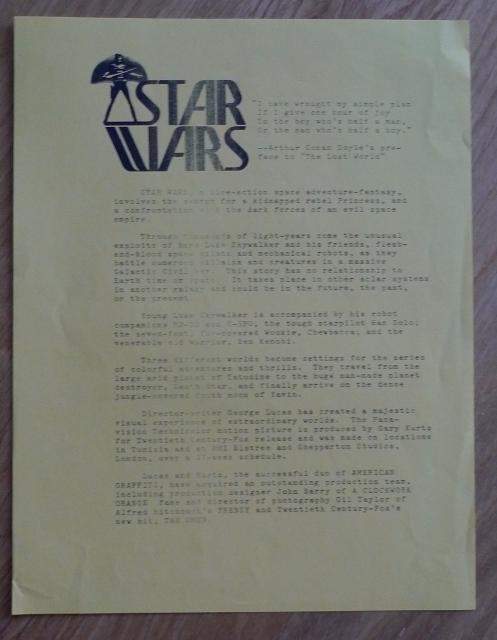 STAR
WARS
"I have wrought my simple plan
If I give one hour of joy
To the boy who's half a man,
Or the man who's half a boy."
--Arthur Conan Doyle's pre-
face to "The Lost World"
STAR WARS, a live-action space adventure-fantasy,
involves the search for a kidnapped rebel Princess, and
a confrontation with the dark forces of an evil space
empire.
Through thousands of light-years come the unusual
exploits of Luke Skywalker and his friends, flesh-
and-blood space pilots and mechanical robots, as they
battle numerous villains and creatures in a massive
Galactic Civil War. This story has no relationship to
Earth time or space. It takes place in other solar systems
in another galaxy and could be in the future, the past,
or the present.
Young Luke Skywalker is accompanied by his robot
companions R2-D2 and C-3PO; the tough starpilot Han Solo;
the seven-foot, fur-covered Wookie, Chewbacca; and the
venerable old warrior, Ben Kenobi.
Three different worlds become settings for the series
of colorful adventures and thrills. They travel from the
large arid planet of Tatooine to the huge man-made planet
destroyer, Death Star, and finally arrive on the dense
jungle-covered fourth moon of Yavin.
Director-writer George Lucas has created a majestic
visual experience of extraordinary worlds. The Pana-
vision Technicolor motion picture is produced by Gary Kurtz
for Twentieth Century-Fox release and was made on locations
in Tunisia and at EMI Elstree and Shepperton Studios,
London, over a 17-week schedule.
Lucas and Kurtz, the successful duo of AMERICAN
GRAFFITI, have acquired an outstanding production team,
including production designer John Barry of A CLOCKWORK
ORANGE fame and director of photography Gil Taylor of
Alfred Hitchcock's FRENZY and Twentieth Century-Fox's
new hit, THE OMEN.